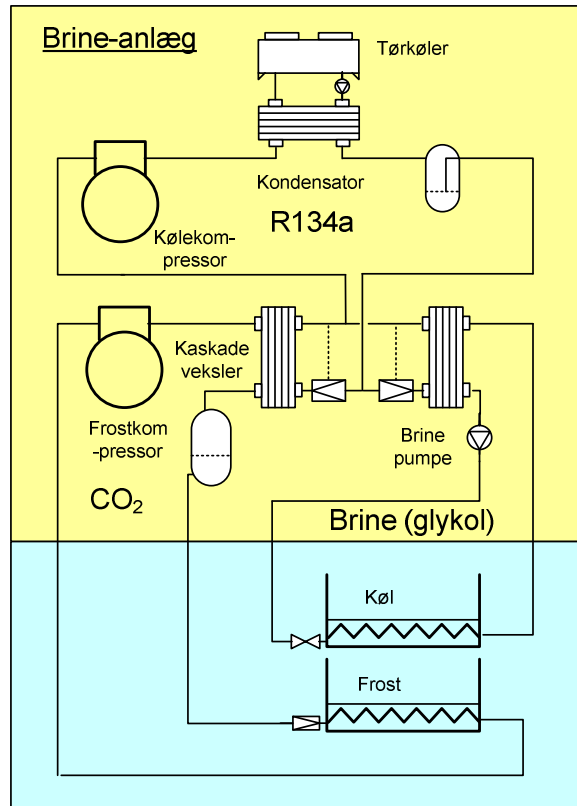 Brine-anlæg
Tørkøler
Kondensator
R134a
Kølekom-
pressor
Kaskade
veksler
Frostkom
-pressor
Brine
pumpe
CO₂
Brine (glykol)
Køl
Frost